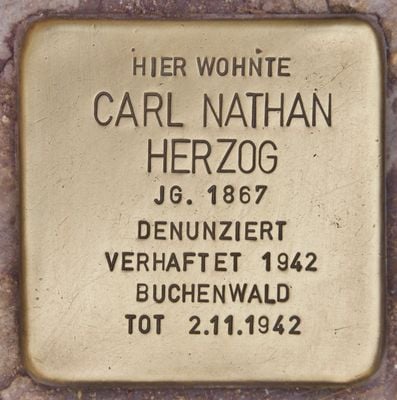 HIER WOHNTE
CARL NATHAN
HERZOG
JG. 1867
DENUNZIERT
VERHAFTET 1942
BUCHENWALD
TOT 2.11.1942